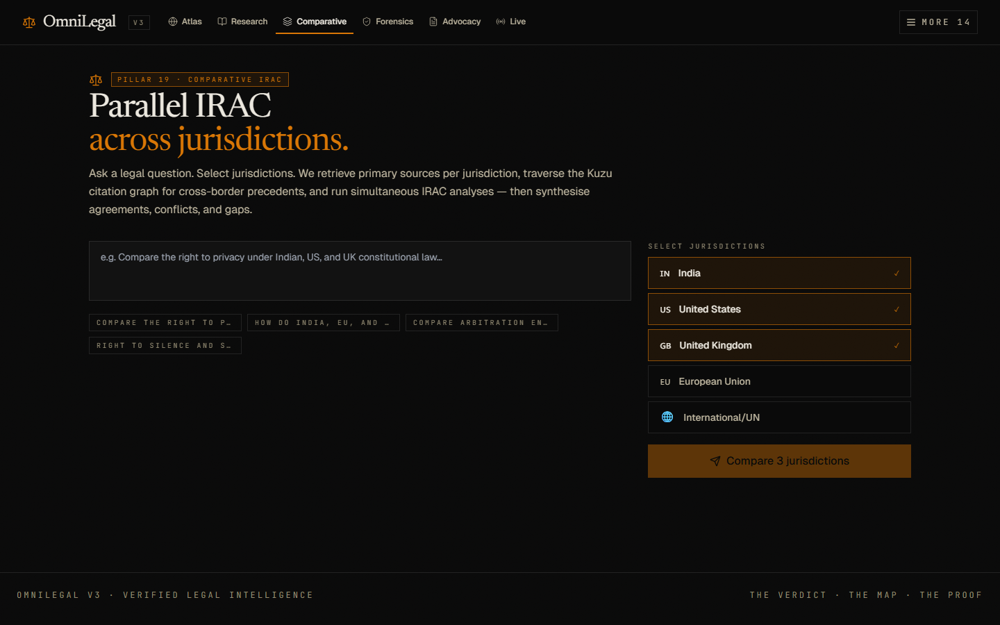 OmniLegal V3 Atlas Research Comparative Forensics Advocacy Live MORE 14
PILLAR 19 · COMPARATIVE IRAC
Parallel IRAC
across jurisdictions.
Ask a legal question. Select jurisdictions. We retrieve primary sources per jurisdiction, traverse the Kuzu
citation graph for cross-border precedents, and run simultaneous IRAC analyses — then synthesise
agreements, conflicts, and gaps.
e.g. Compare the right to privacy under Indian, US, and UK constitutional law...
COMPARE THE RIGHT TO P…
HOW DO INDIA, EU, AND …
COMPARE ARBITRATION EN…
RIGHT TO SILENCE AND S…
SELECT JURISDICTIONS
IN India ✓
US United States ✓
GB United Kingdom ✓
EU European Union
International/UN
Compare 3 jurisdictions
OMNILEGAL V3 · VERIFIED LEGAL INTELLIGENCE
THE VERDICT · THE MAP · THE PROOF